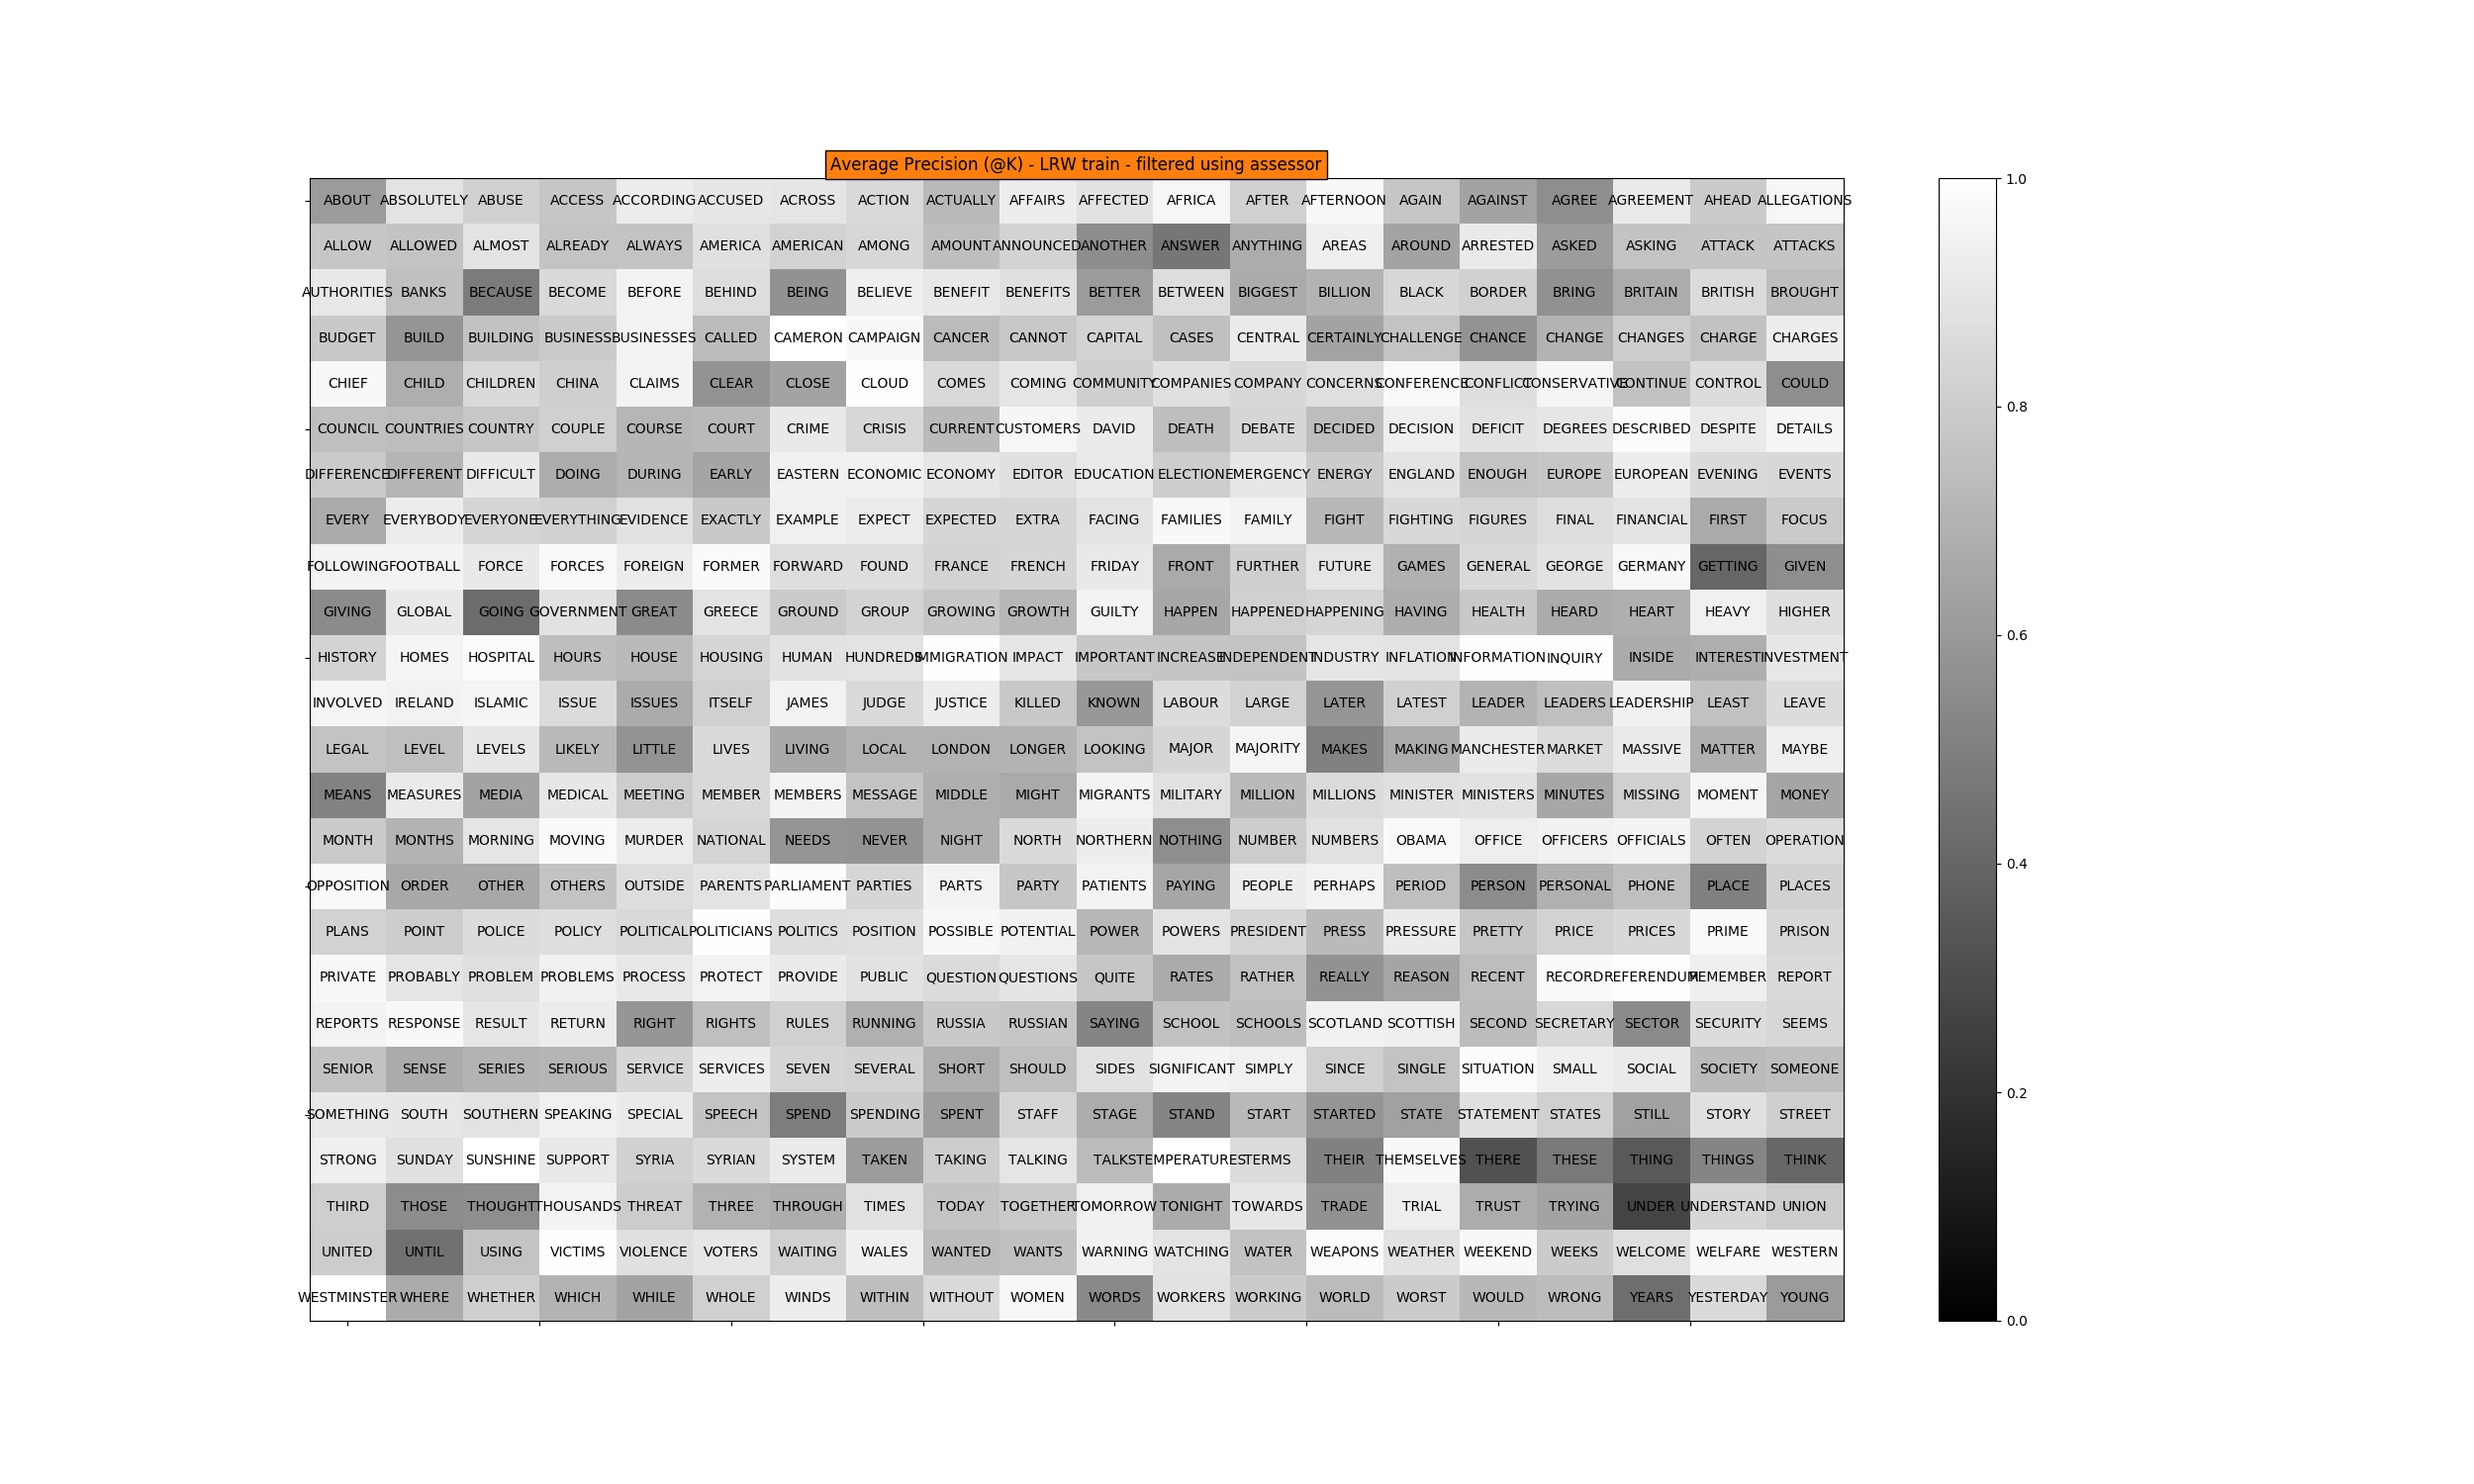 Average Precision (@K) - LRW train - filtered using assessor
ABOUT ABSOLUTELY ABUSE ACCESS ACCORDING ACCUSED ACROSS ACTION ACTUALLY AFFAIRS AFFECTED AFRICA AFTER AFTERNOON AGAIN AGAINST AGREE AGREEMENT AHEAD ALLEGATIONS 1.0
ALLOW ALLOWED ALMOST ALREADY ALWAYS AMERICA AMERICAN AMONG AMOUNT ANNOUNCED ANOTHER ANSWER ANYTHING AREAS AROUND ARRESTED ASKED ASKING ATTACK ATTACKS
AUTHORITIES BANKS BECAUSE BECOME BEFORE BEHIND BEING BELIEVE BENEFIT BENEFITS BETTER BETWEEN BIGGEST BILLION BLACK BORDER BRING BRITAIN BRITISH BROUGHT
BUDGET BUILD BUILDING BUSINESS BUSINESSES CALLED CAMERON CAMPAIGN CANCER CANNOT CAPITAL CASES CENTRAL CERTAINLY CHALLENGE CHANCE CHANGE CHANGES CHARGE CHARGES
CHIEF CHILD CHILDREN CHINA CLAIMS CLEAR CLOSE CLOUD COMES COMING COMMUNITY COMPANIES COMPANY CONCERNS CONFERENCE CONFLICT CONSERVATIVE CONTINUE CONTROL COULD
0.8
COUNCIL COUNTRIES COUNTRY COUPLE COURSE COURT CRIME CRISIS CURRENT CUSTOMERS DAVID DEATH DEBATE DECIDED DECISION DEFICIT DEGREES DESCRIBED DESPITE DETAILS
DIFFERENCE DIFFERENT DIFFICULT DOING DURING EARLY EASTERN ECONOMIC ECONOMY EDITOR EDUCATION ELECTION EMERGENCY ENERGY ENGLAND ENOUGH EUROPE EUROPEAN EVENING EVENTS
EVERY EVERYBODY EVERYONE EVERYTHING EVIDENCE EXACTLY EXAMPLE EXPECT EXPECTED EXTRA FACING FAMILIES FAMILY FIGHT FIGHTING FIGURES FINAL FINANCIAL FIRST FOCUS
FOLLOWING FOOTBALL FORCE FORCES FOREIGN FORMER FORWARD FOUND FRANCE FRENCH FRIDAY FRONT FURTHER FUTURE GAMES GENERAL GEORGE GERMANY GETTING GIVEN
GIVING GLOBAL GOING GOVERNMENT GREAT GREECE GROUND GROUP GROWING GROWTH GUILTY HAPPEN HAPPENED HAPPENING HAVING HEALTH HEARD HEART HEAVY HIGHER
0.6
HISTORY HOMES HOSPITAL HOURS HOUSE HOUSING HUMAN HUNDREDS IMMIGRATION IMPACT IMPORTANT INCREASE INDEPENDENT INDUSTRY INFLATION INFORMATION INQUIRY INSIDE INTEREST INVESTMENT
INVOLVED IRELAND ISLAMIC ISSUE ISSUES ITSELF JAMES JUDGE JUSTICE KILLED KNOWN LABOUR LARGE LATER LATEST LEADER LEADERS LEADERSHIP LEAST LEAVE
LEGAL LEVEL LEVELS LIKELY LITTLE LIVES LIVING LOCAL LONDON LONGER LOOKING MAJOR MAJORITY MAKES MAKING MANCHESTER MARKET MASSIVE MATTER MAYBE
MEANS MEASURES MEDIA MEDICAL MEETING MEMBER MEMBERS MESSAGE MIDDLE MIGHT MIGRANTS MILITARY MILLION MILLIONS MINISTER MINISTERS MINUTES MISSING MOMENT MONEY
MONTH MONTHS MORNING MOVING MURDER NATIONAL NEEDS NEVER NIGHT NORTH NORTHERN NOTHING NUMBER NUMBERS OBAMA OFFICE OFFICERS OFFICIALS OFTEN OPERATION
0.4
OPPOSITION ORDER OTHER OTHERS OUTSIDE PARENTS PARLIAMENT PARTIES PARTS PARTY PATIENTS PAYING PEOPLE PERHAPS PERIOD PERSON PERSONAL PHONE PLACE PLACES
PLANS POINT POLICE POLICY POLITICAL POLITICIANS POLITICS POSITION POSSIBLE POTENTIAL POWER POWERS PRESIDENT PRESS PRESSURE PRETTY PRICE PRICES PRIME PRISON
PRIVATE PROBABLY PROBLEM PROBLEMS PROCESS PROTECT PROVIDE PUBLIC QUESTION QUESTIONS QUITE RATES RATHER REALLY REASON RECENT RECORD REFERENDUM REMEMBER REPORT
REPORTS RESPONSE RESULT RETURN RIGHT RIGHTS RULES RUNNING RUSSIA RUSSIAN SAYING SCHOOL SCHOOLS SCOTLAND SCOTTISH SECOND SECRETARY SECTOR SECURITY SEEMS
SENIOR SENSE SERIES SERIOUS SERVICE SERVICES SEVEN SEVERAL SHORT SHOULD SIDES SIGNIFICANT SIMPLY SINCE SINGLE SITUATION SMALL SOCIAL SOCIETY SOMEONE
0.2
SOMETHING SOUTH SOUTHERN SPEAKING SPECIAL SPEECH SPEND SPENDING SPENT STAFF STAGE STAND START STARTED STATE STATEMENT STATES STILL STORY STREET
STRONG SUNDAY SUNSHINE SUPPORT SYRIA SYRIAN SYSTEM TAKEN TAKING TALKING TALKS TEMPERATURES TERMS THEIR THEMSELVES THERE THESE THING THINGS THINK
THIRD THOSE THOUGHT THOUSANDS THREAT THREE THROUGH TIMES TODAY TOGETHER TOMORROW TONIGHT TOWARDS TRADE TRIAL TRUST TRYING UNDER UNDERSTAND UNION
UNITED UNTIL USING VICTIMS VIOLENCE VOTERS WAITING WALES WANTED WANTS WARNING WATCHING WATER WEAPONS WEATHER WEEKEND WEEKS WELCOME WELFARE WESTERN
WESTMINSTER WHERE WHETHER WHICH WHILE WHOLE WINDS WITHIN WITHOUT WOMEN WORDS WORKERS WORKING WORLD WORST WOULD WRONG YEARS YESTERDAY YOUNG
0.0